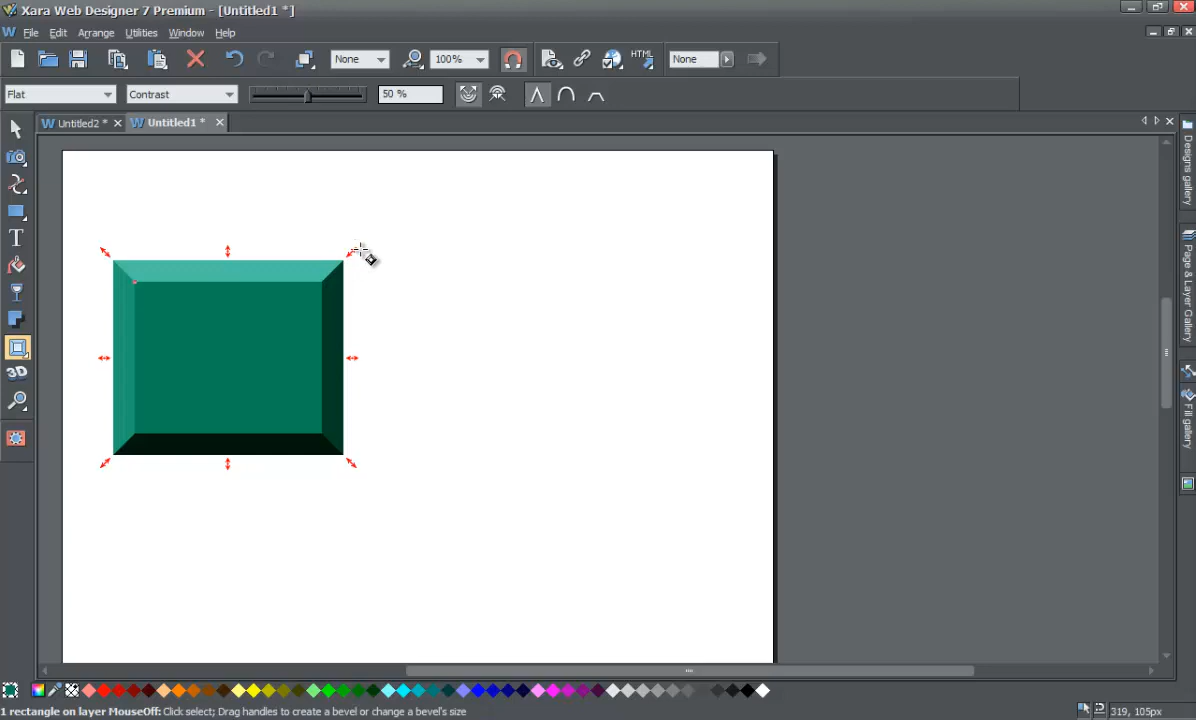 Xara Web Designer 7 Premium - [Untitled1 *]
File Edit Arrange Utilities Window Help
None 100% HTML None
Flat Contrast 50 %
Untitled2 * Untitled1 *
Designs gallery
Page & Layer Gallery
Fill gallery
T
3D
1 rectangle on layer MouseOff: Click select; Drag handles to create a bevel or change a bevel's size
319, 105px